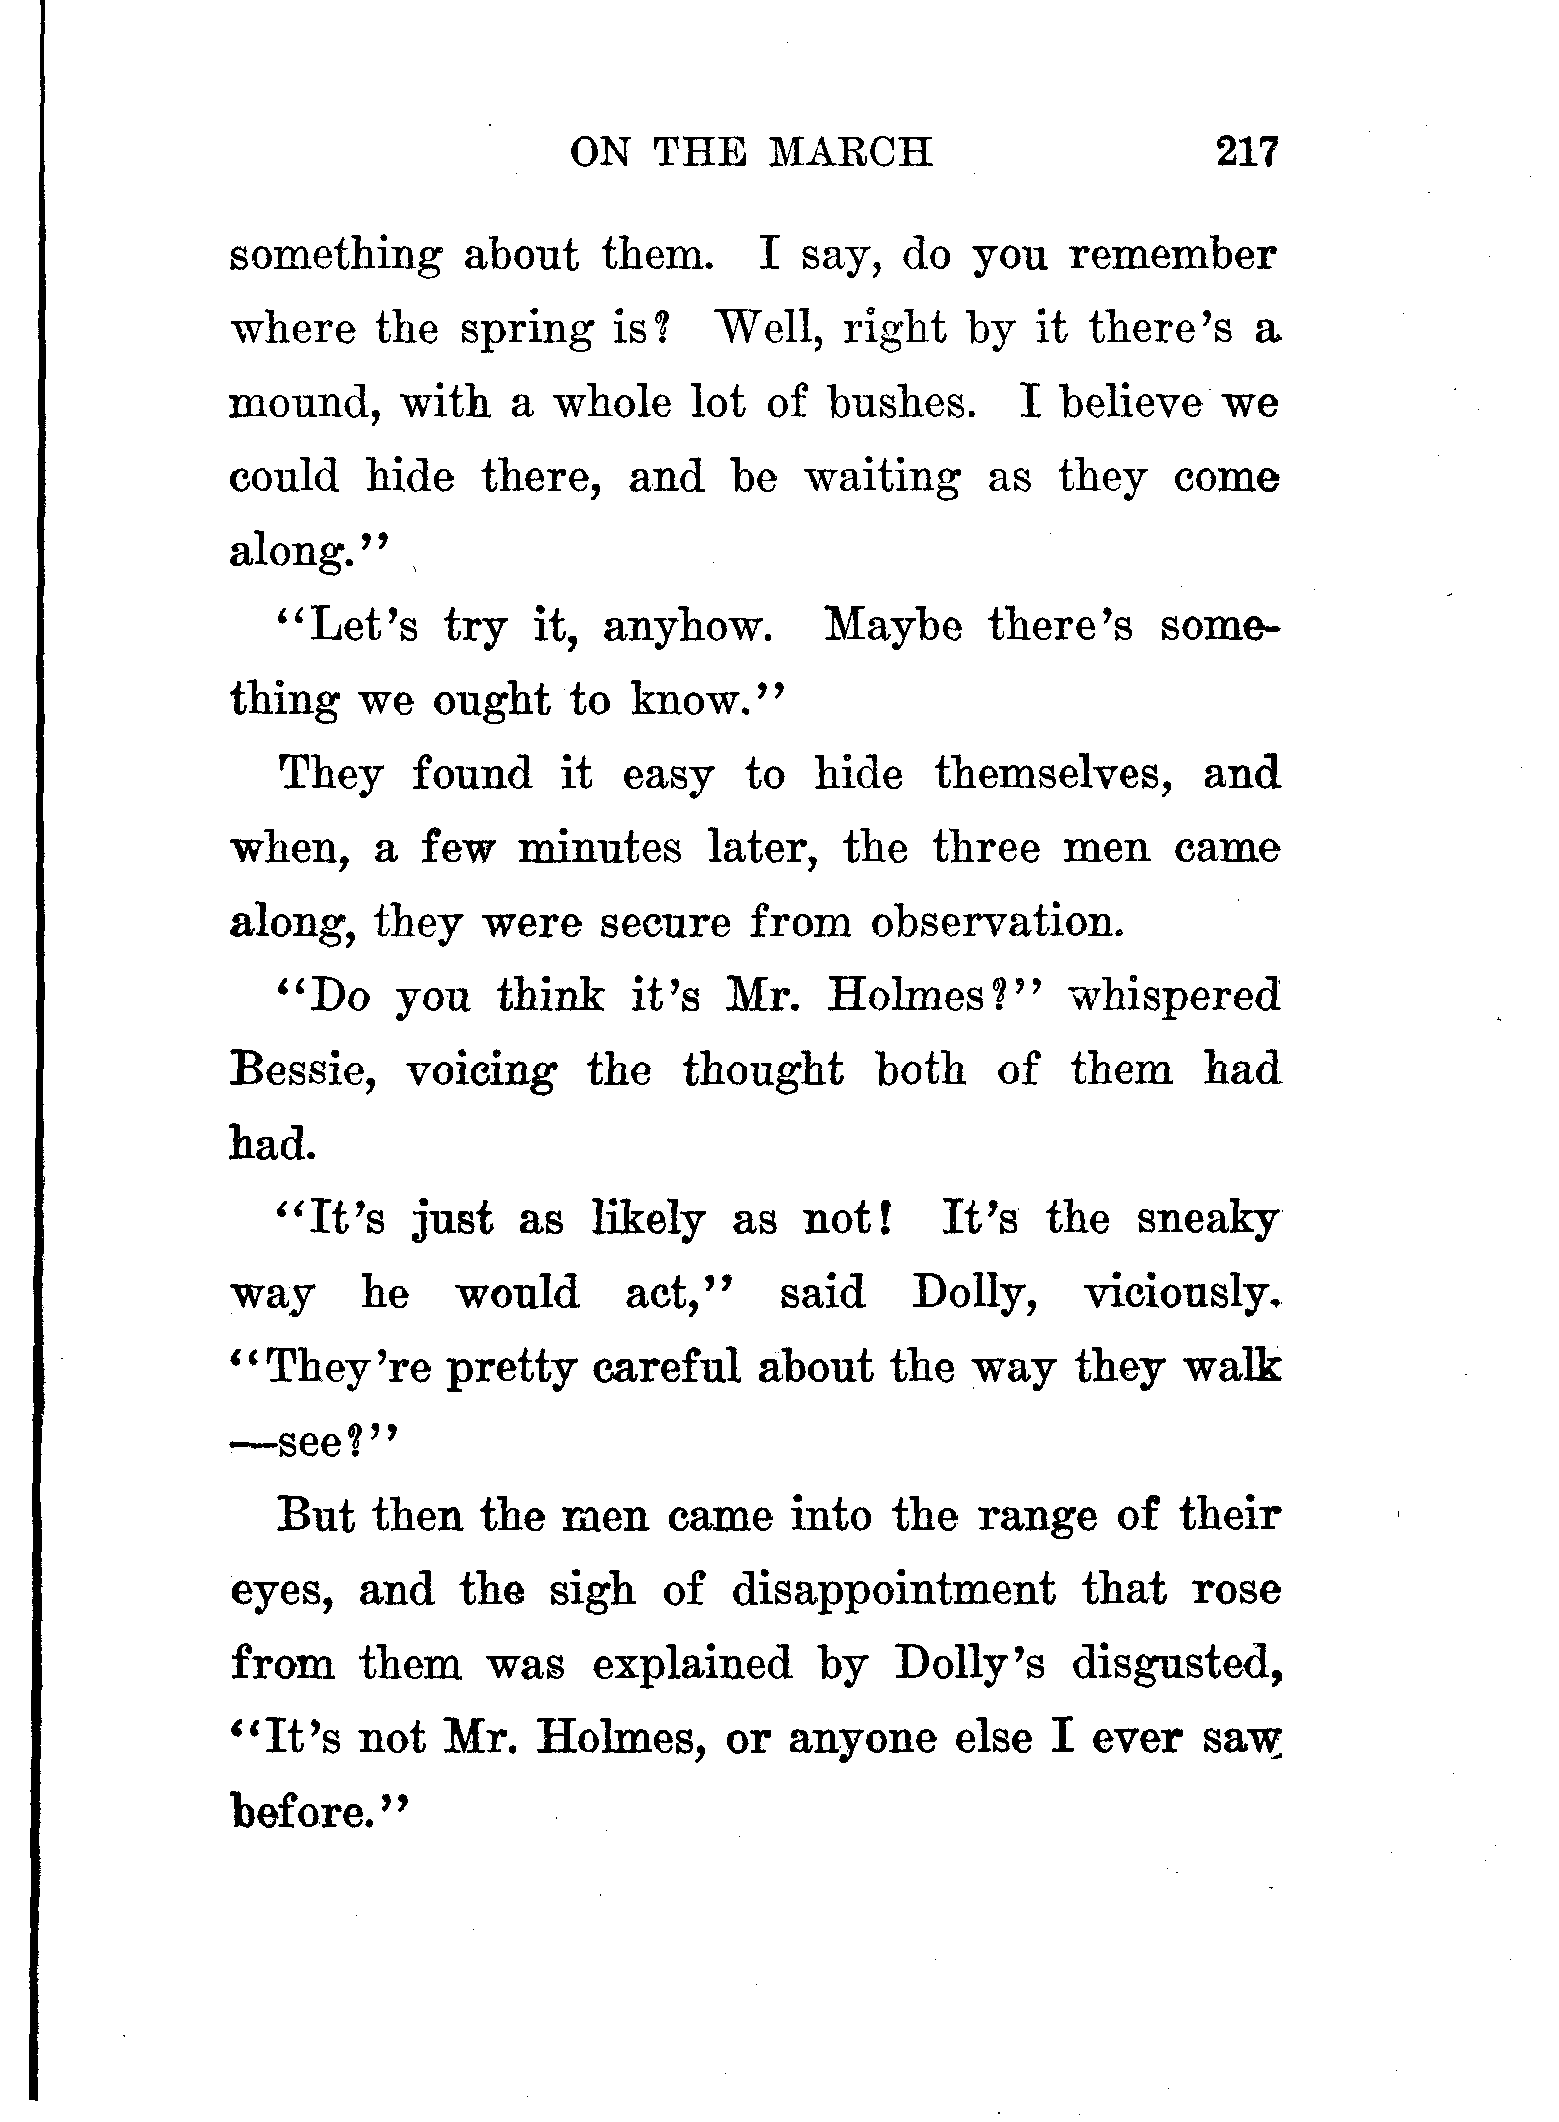 ON THE MARCH 217
something about them. I say, do you remember
where the spring is? Well, right by it there's a
mound, with a whole lot of bushes. I believe we
could hide there, and be waiting as they come
along."
"Let's try it, anyhow. Maybe there's some-
thing we ought to know."
They found it easy to hide themselves, and
when, a few minutes later, the three men came
along, they were secure from observation.
"Do you think it's Mr. Holmes?" whispered
Bessie, voicing the thought both of them had
had.
"It's just as likely as not! It's the sneaky
way he would act," said Dolly, viciously.
"They're pretty careful about the way they walk
—see?"
But then the men came into the range of their
eyes, and the sigh of disappointment that rose
from them was explained by Dolly's disgusted,
"It's not Mr. Holmes, or anyone else I ever saw
before."